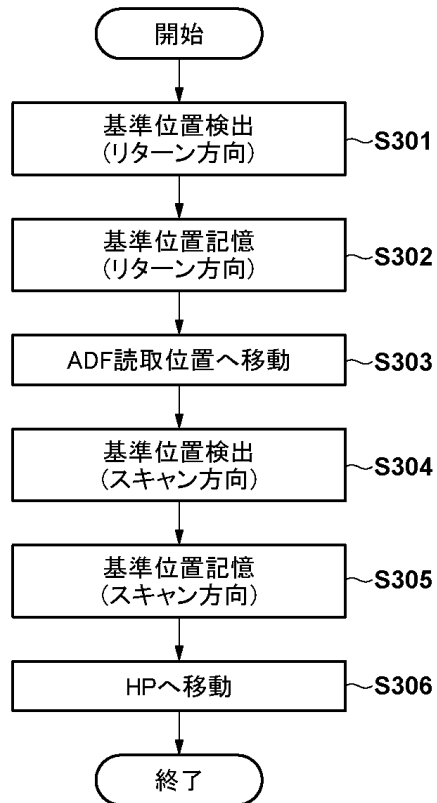 開始
基準位置検出
(リターン方向)
S301
基準位置記憶
(リターン方向)
S302
ADF読取位置へ移動
S303
基準位置検出
(スキャン方向)
S304
基準位置記憶
(スキャン方向)
S305
HPへ移動
S306
終了